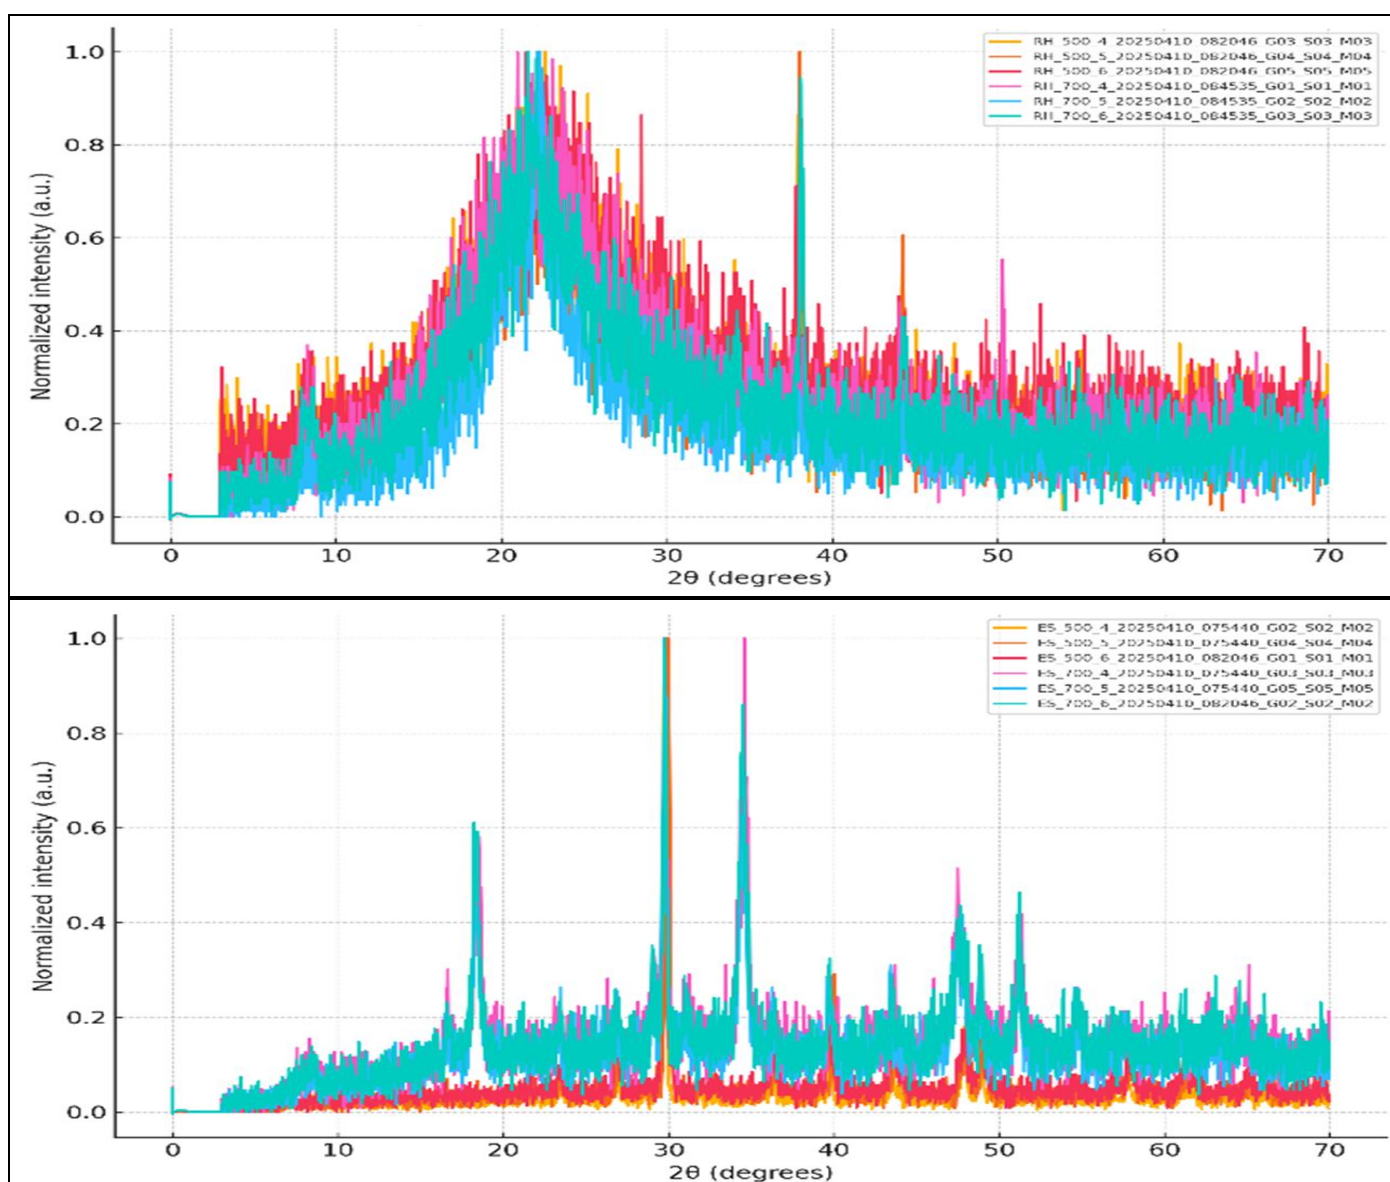 1.0
0.8
0.6
0.4
0.2
0.0
Normalized intensity (a.u.)
RH_500_4_20250410_082046_G03_S03_M03
RH_500_5_20250410_082046_G04_S04_M04
RH_500_6_20250410_082046_G05_S05_M05
RH_700_4_20250410_084535_G01_S01_M01
RH_700_5_20250410_084535_G02_S02_M02
RH_700_6_20250410_084535_G03_S03_M03
0 10 20 30 40 50 60 70
2θ (degrees)
1.0
0.8
0.6
0.4
0.2
0.0
Normalized intensity (a.u.)
ES_500_4_20250410_075440_G02_S02_M02
ES_500_5_20250410_075440_G04_S04_M04
ES_500_6_20250410_082046_G01_S01_M01
ES_700_4_20250410_075440_G03_S03_M03
ES_700_5_20250410_075440_G05_S05_M05
ES_700_6_20250410_082046_G02_S02_M02
0 10 20 30 40 50 60 70
2θ (degrees)